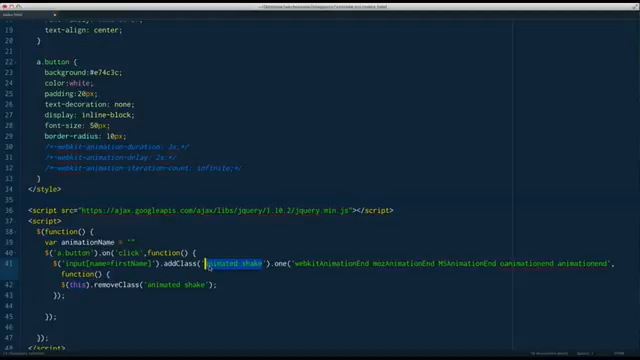 text-align: center;
}
a.button {
background:#e74c3c;
color:white;
padding:20px;
text-decoration: none;
display: inline-block;
font-size: 50px;
border-radius: 10px;
/*-webkit-animation-duration: 3s;*/
/*-webkit-animation-delay: 2s;*/
/*-webkit-animation-iteration-count: infinite;*/
}
</style>
<script src="https://ajax.googleapis.com/ajax/libs/jquery/1.10.2/jquery.min.js"></script>
<script>
$(function() {
var animationName = ""
$('a.button').on('click',function() {
$('input[name=firstName]').addClass('animated shake').one('webkitAnimationEnd mozAnimationEnd MSAnimationEnd oanimationend animationend',
function() {
$(this).removeClass('animated shake');
});
});
});
</script>